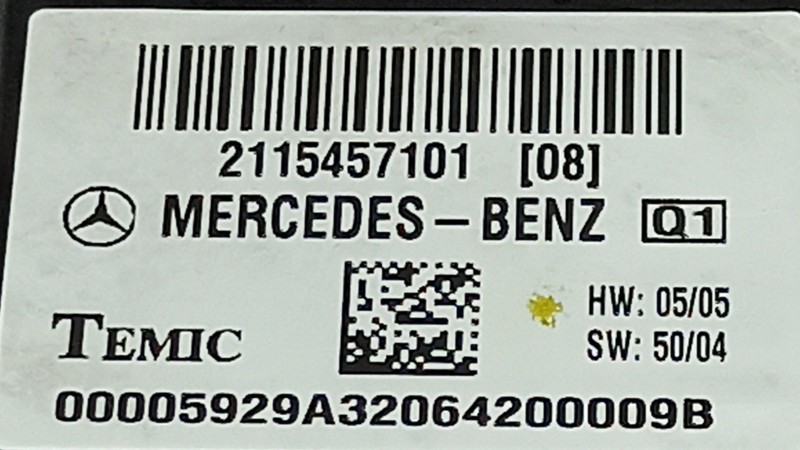 2115457101 [08]
MERCEDES-BENZ Q1
HW: 05/05
TEMIC
SW: 50/04
00005929A32064200009B